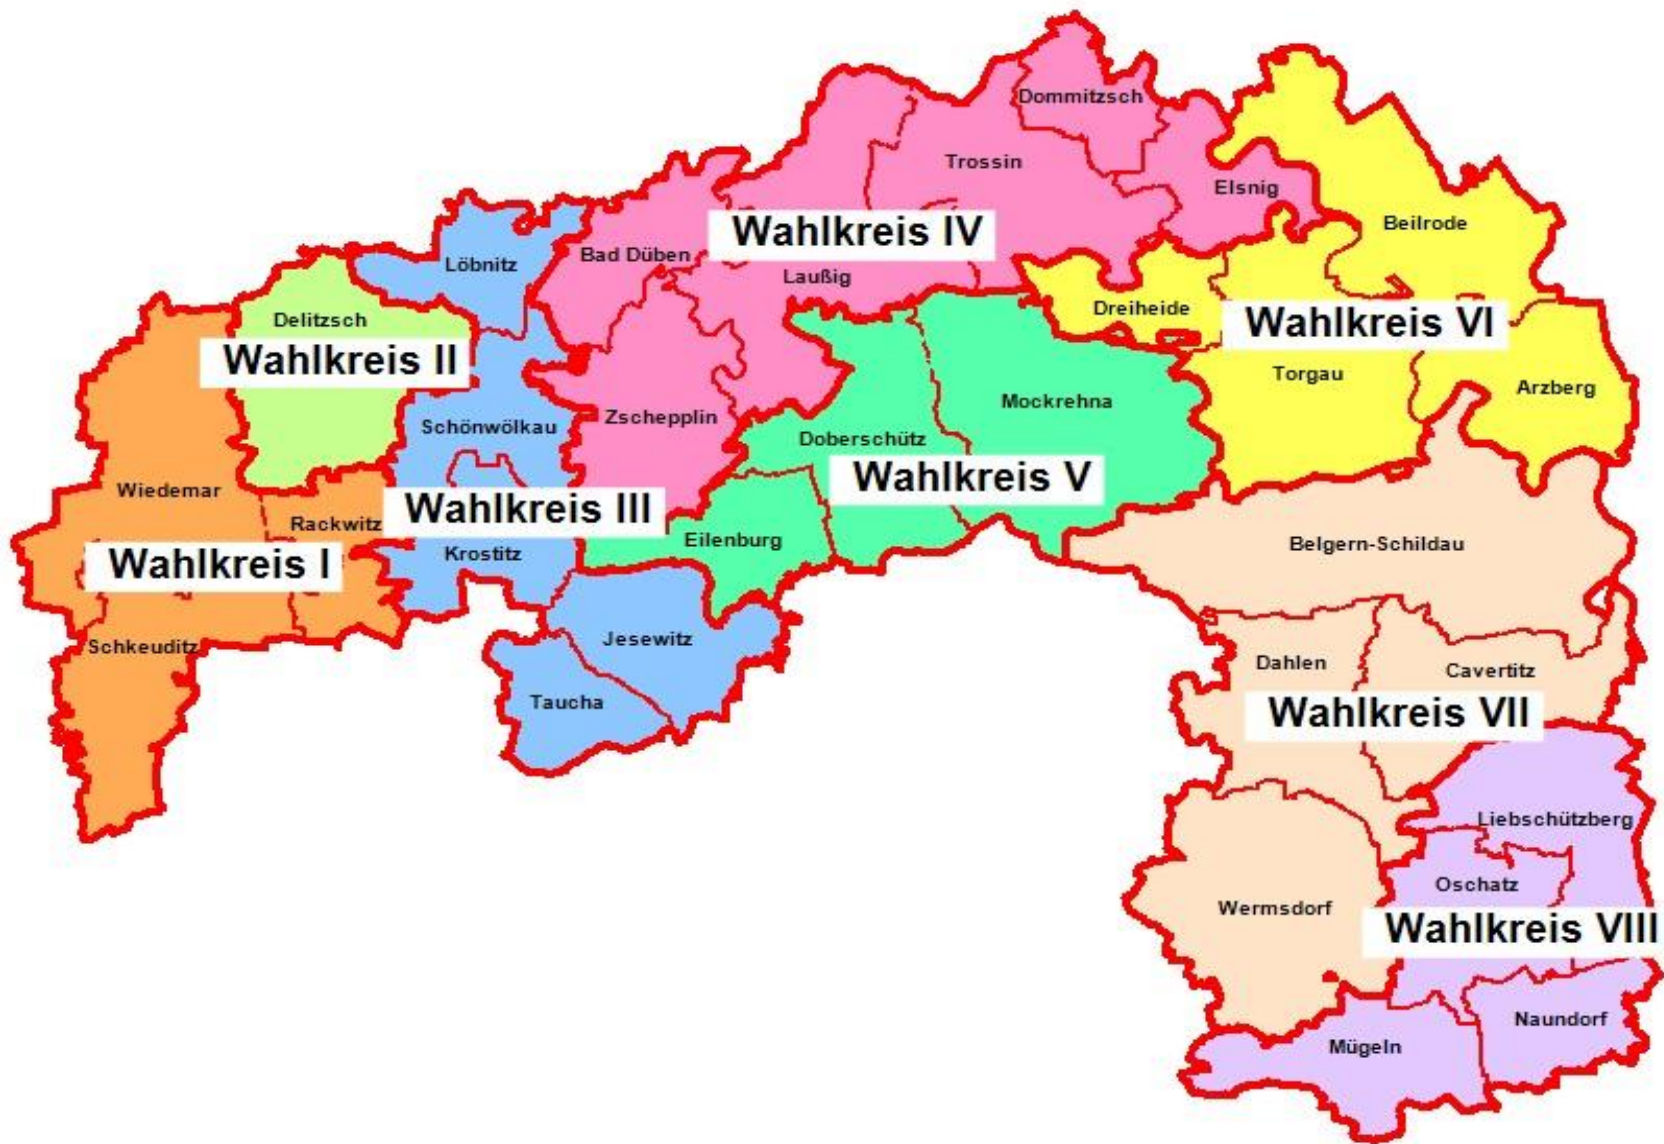 Dommitzsch
Trossin
Elsnig
Beilrode
Wahlkreis IV
Bad Düben
Löbnitz
Laußig
Dreiheide
Delitzsch
Wahlkreis VI
Wahlkreis II
Torgau
Arzberg
Mockrehna
Zschepplin
Schönwölkau
Doberschütz
Wahlkreis V
Wiedemar
Wahlkreis III
Rackwitz
Eilenburg
Belgern-Schildau
Krostitz
Wahlkreis I
Jesewitz
Schkeuditz
Dahlen
Cavertitz
Taucha
Wahlkreis VII
Liebschützberg
Oschatz
Wermsdorf
Wahlkreis VIII
Naundorf
Mügeln